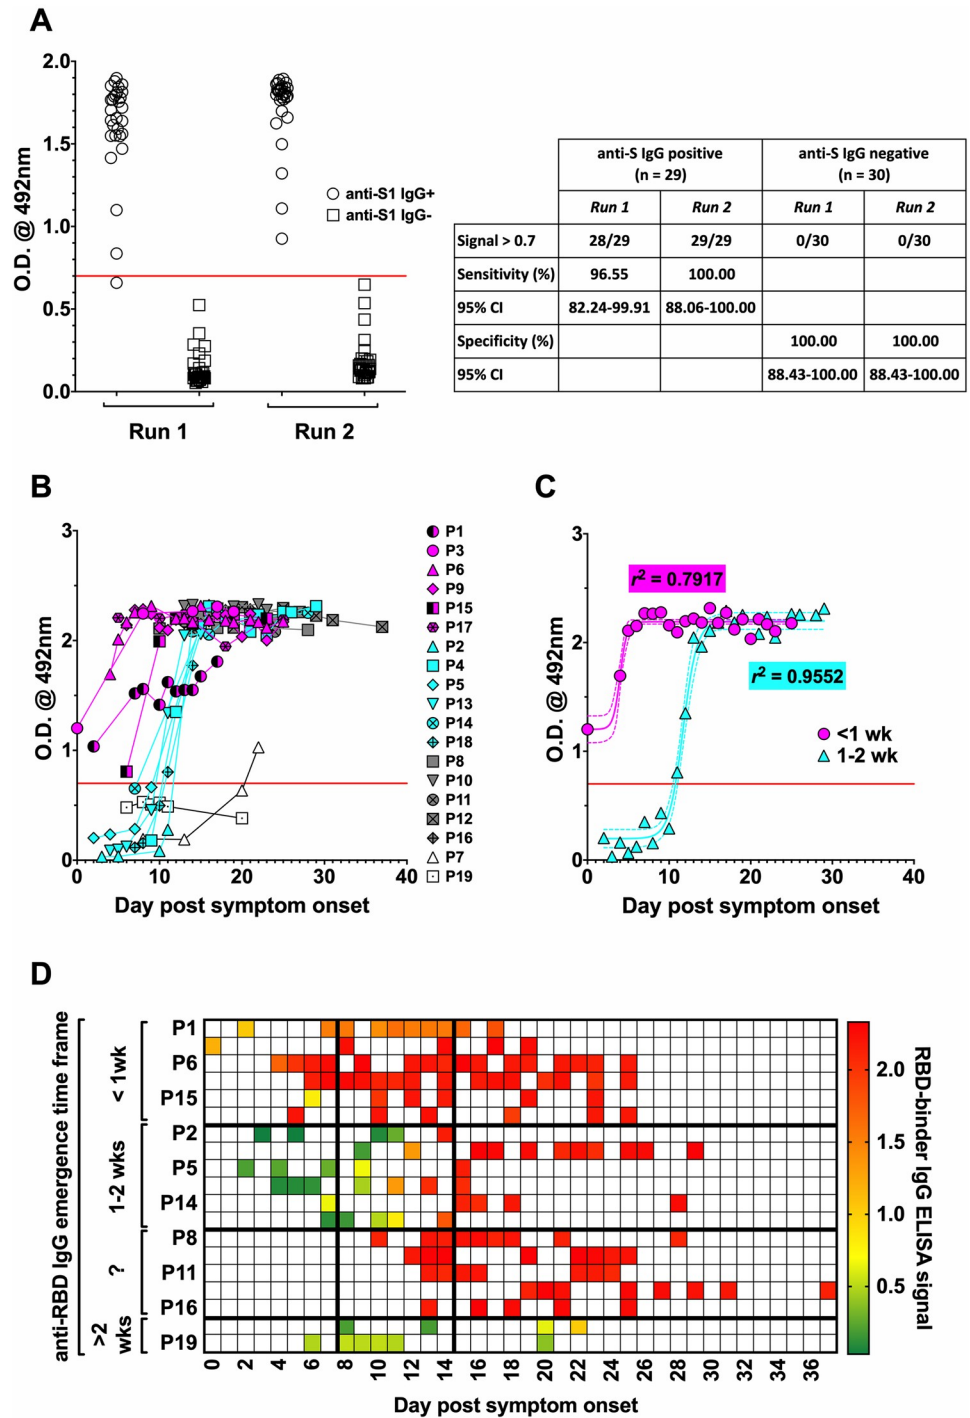 A
2.0
1.5
1.0
0.5
0.0
O.D. @ 492nm
anti-S1 IgG+
anti-S1 IgG-
Run 1
Run 2
anti-S IgG positive
(n = 29)
anti-S IgG negative
(n = 30)
Run 1
Run 2
Run 1
Run 2
Signal > 0.7
28/29
29/29
0/30
0/30
Sensitivity (%)
96.55
100.00
95% CI
82.24-99.91
88.06-100.00
Specificity (%)
100.00
100.00
95% CI
88.43-100.00
88.43-100.00
B
3
2
1
0
O.D. @ 492nm
0
10
20
30
40
Day post symptom onset
P1
P3
P6
P9
P15
P17
P2
P4
P5
P13
P14
P18
P8
P10
P11
P12
P16
P7
P19
C
3
2
1
0
O.D. @ 492nm
r² = 0.7917
r² = 0.9552
<1 wk
1-2 wk
0
10
20
30
40
Day post symptom onset
D
anti-RBD IgG emergence time frame
< 1wk
1-2 wks
?
>2
wks
P1
P6
P15
P2
P5
P14
P8
P11
P16
P19
0
2
4
6
8
10
12
14
16
18
20
22
24
26
28
30
32
34
36
Day post symptom onset
2.0
1.5
1.0
0.5
RBD-binder IgG ELISA signal